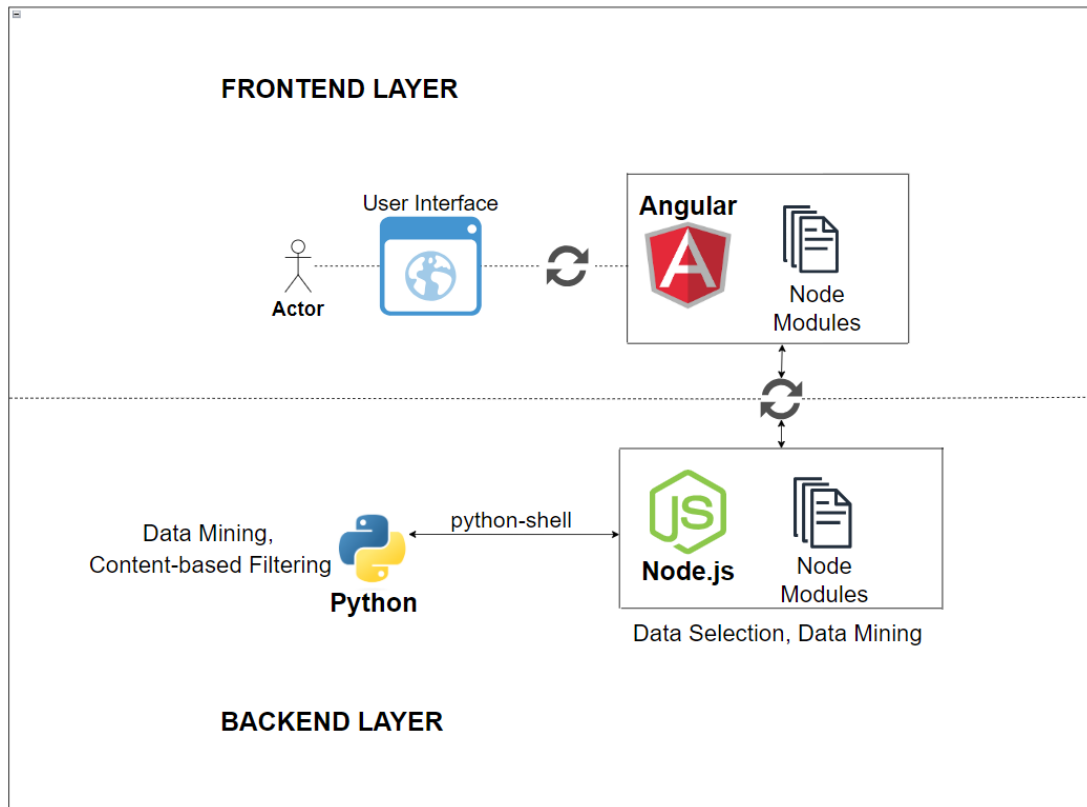 FRONTEND LAYER
User Interface
Angular
Actor
Node
Modules
python-shell
Data Mining,
Content-based Filtering
Python
JS
Node.js
Node
Modules
Data Selection, Data Mining
BACKEND LAYER